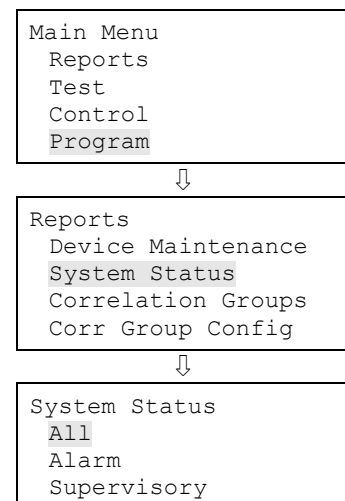 Main Menu
Reports
Test
Control
Program
⇩
Reports
Device Maintenance
System Status
Correlation Groups
Corr Group Config
⇩
System Status
All
Alarm
Supervisory